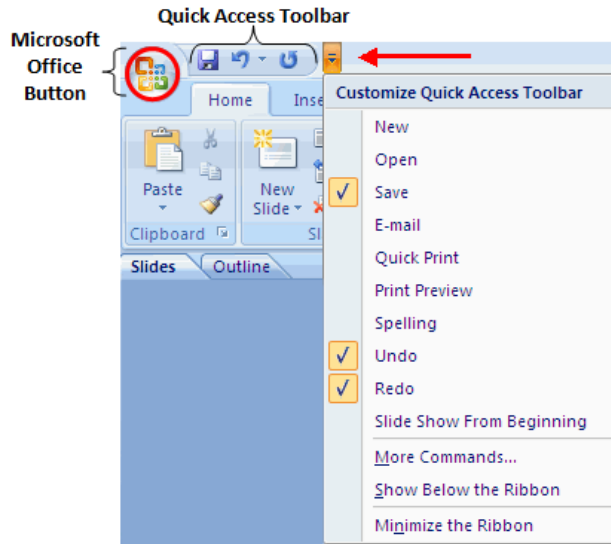 Quick Access Toolbar
Microsoft
Office
Button
Home Inse
Customize Quick Access Toolbar
New
Open
Save
E-mail
Quick Print
Print Preview
Spelling
Undo
Redo
Slide Show From Beginning
More Commands...
Show Below the Ribbon
Minimize the Ribbon
Paste
New
Slide
Clipboard Sl
Slides Outline